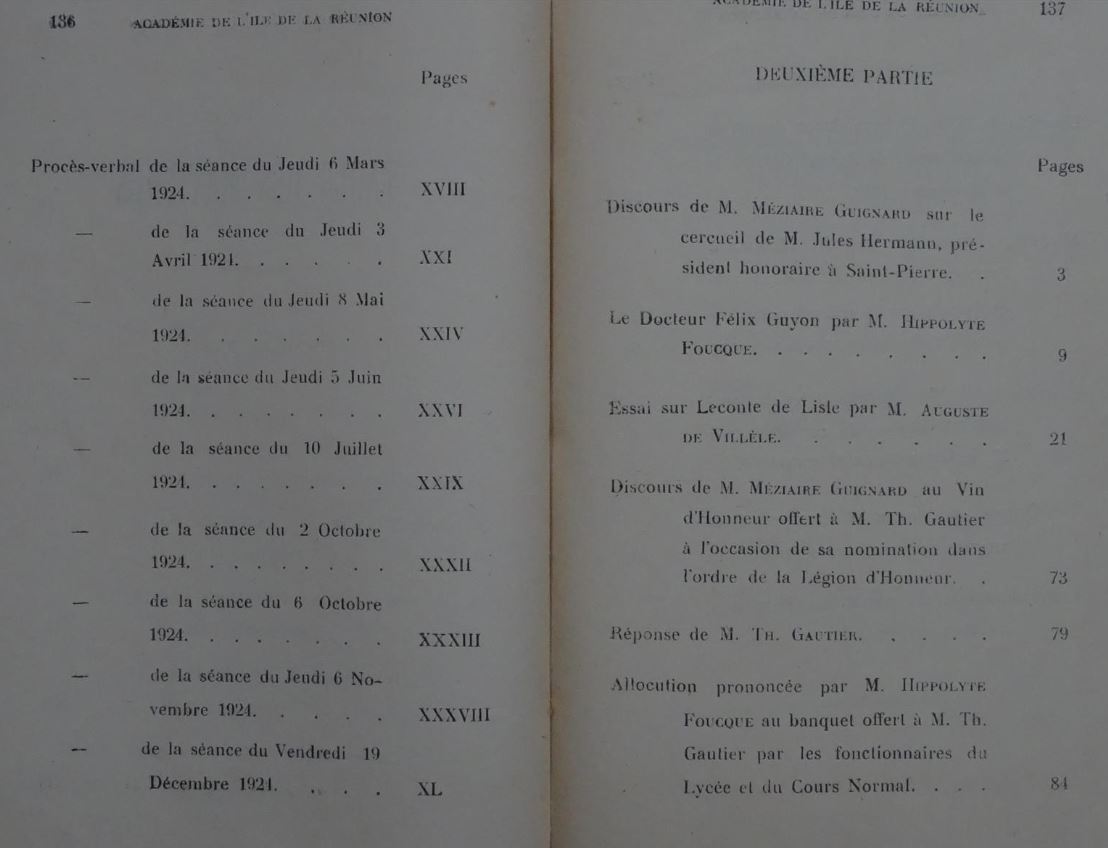 136 ACADÉMIE DE L'ILE DE LA RÉUNION
Pages
Procès-verbal de la séance du Jeudi 6 Mars
1924. . . . . . . XVIII
— de la séance du Jeudi 3
Avril 1924. . . . . . XXI
— de la séance du Jeudi 8 Mai
1924. . . . . . . XXIV
— de la séance du Jeudi 5 Juin
1924. . . . . . . . XXVI
— de la séance du 10 Juillet
1924. . . . . . . . XXIX
— de la séance du 2 Octobre
1924. . . . . . . . XXXII
— de la séance du 6 Octobre
1924. . . . . . . . XXXIII
— de la séance du Jeudi 6 No-
vembre 1924. . . . . XXXVIII
— de la séance du Vendredi 19
Décembre 1924. . . . XL
ACADÉMIE DE L'ILE DE LA RÉUNION 137
DEUXIÈME PARTIE
Pages
Discours de M. MÉZIAIRE GUIGNARD sur le
cercueil de M. Jules Hermann, pré-
sident honoraire à Saint-Pierre. . 3
Le Docteur Félix Guyon par M. HIPPOLYTE
FOUCQUE. . . . . . . . . 9
Essai sur Leconte de Lisle par M. AUGUSTE
DE VILLÈLE. . . . . . . 21
Discours de M. MÉZIAIRE GUIGNARD au Vin
d'Honneur offert à M. Th. Gautier
à l'occasion de sa nomination dans
l'ordre de la Légion d'Honneur. . 73
Réponse de M. TH. GAUTIER. . . . . 79
Allocution prononcée par M. HIPPOLYTE
FOUCQUE au banquet offert à M. Th.
Gautier par les fonctionnaires du
Lycée et du Cours Normal. . . . 84